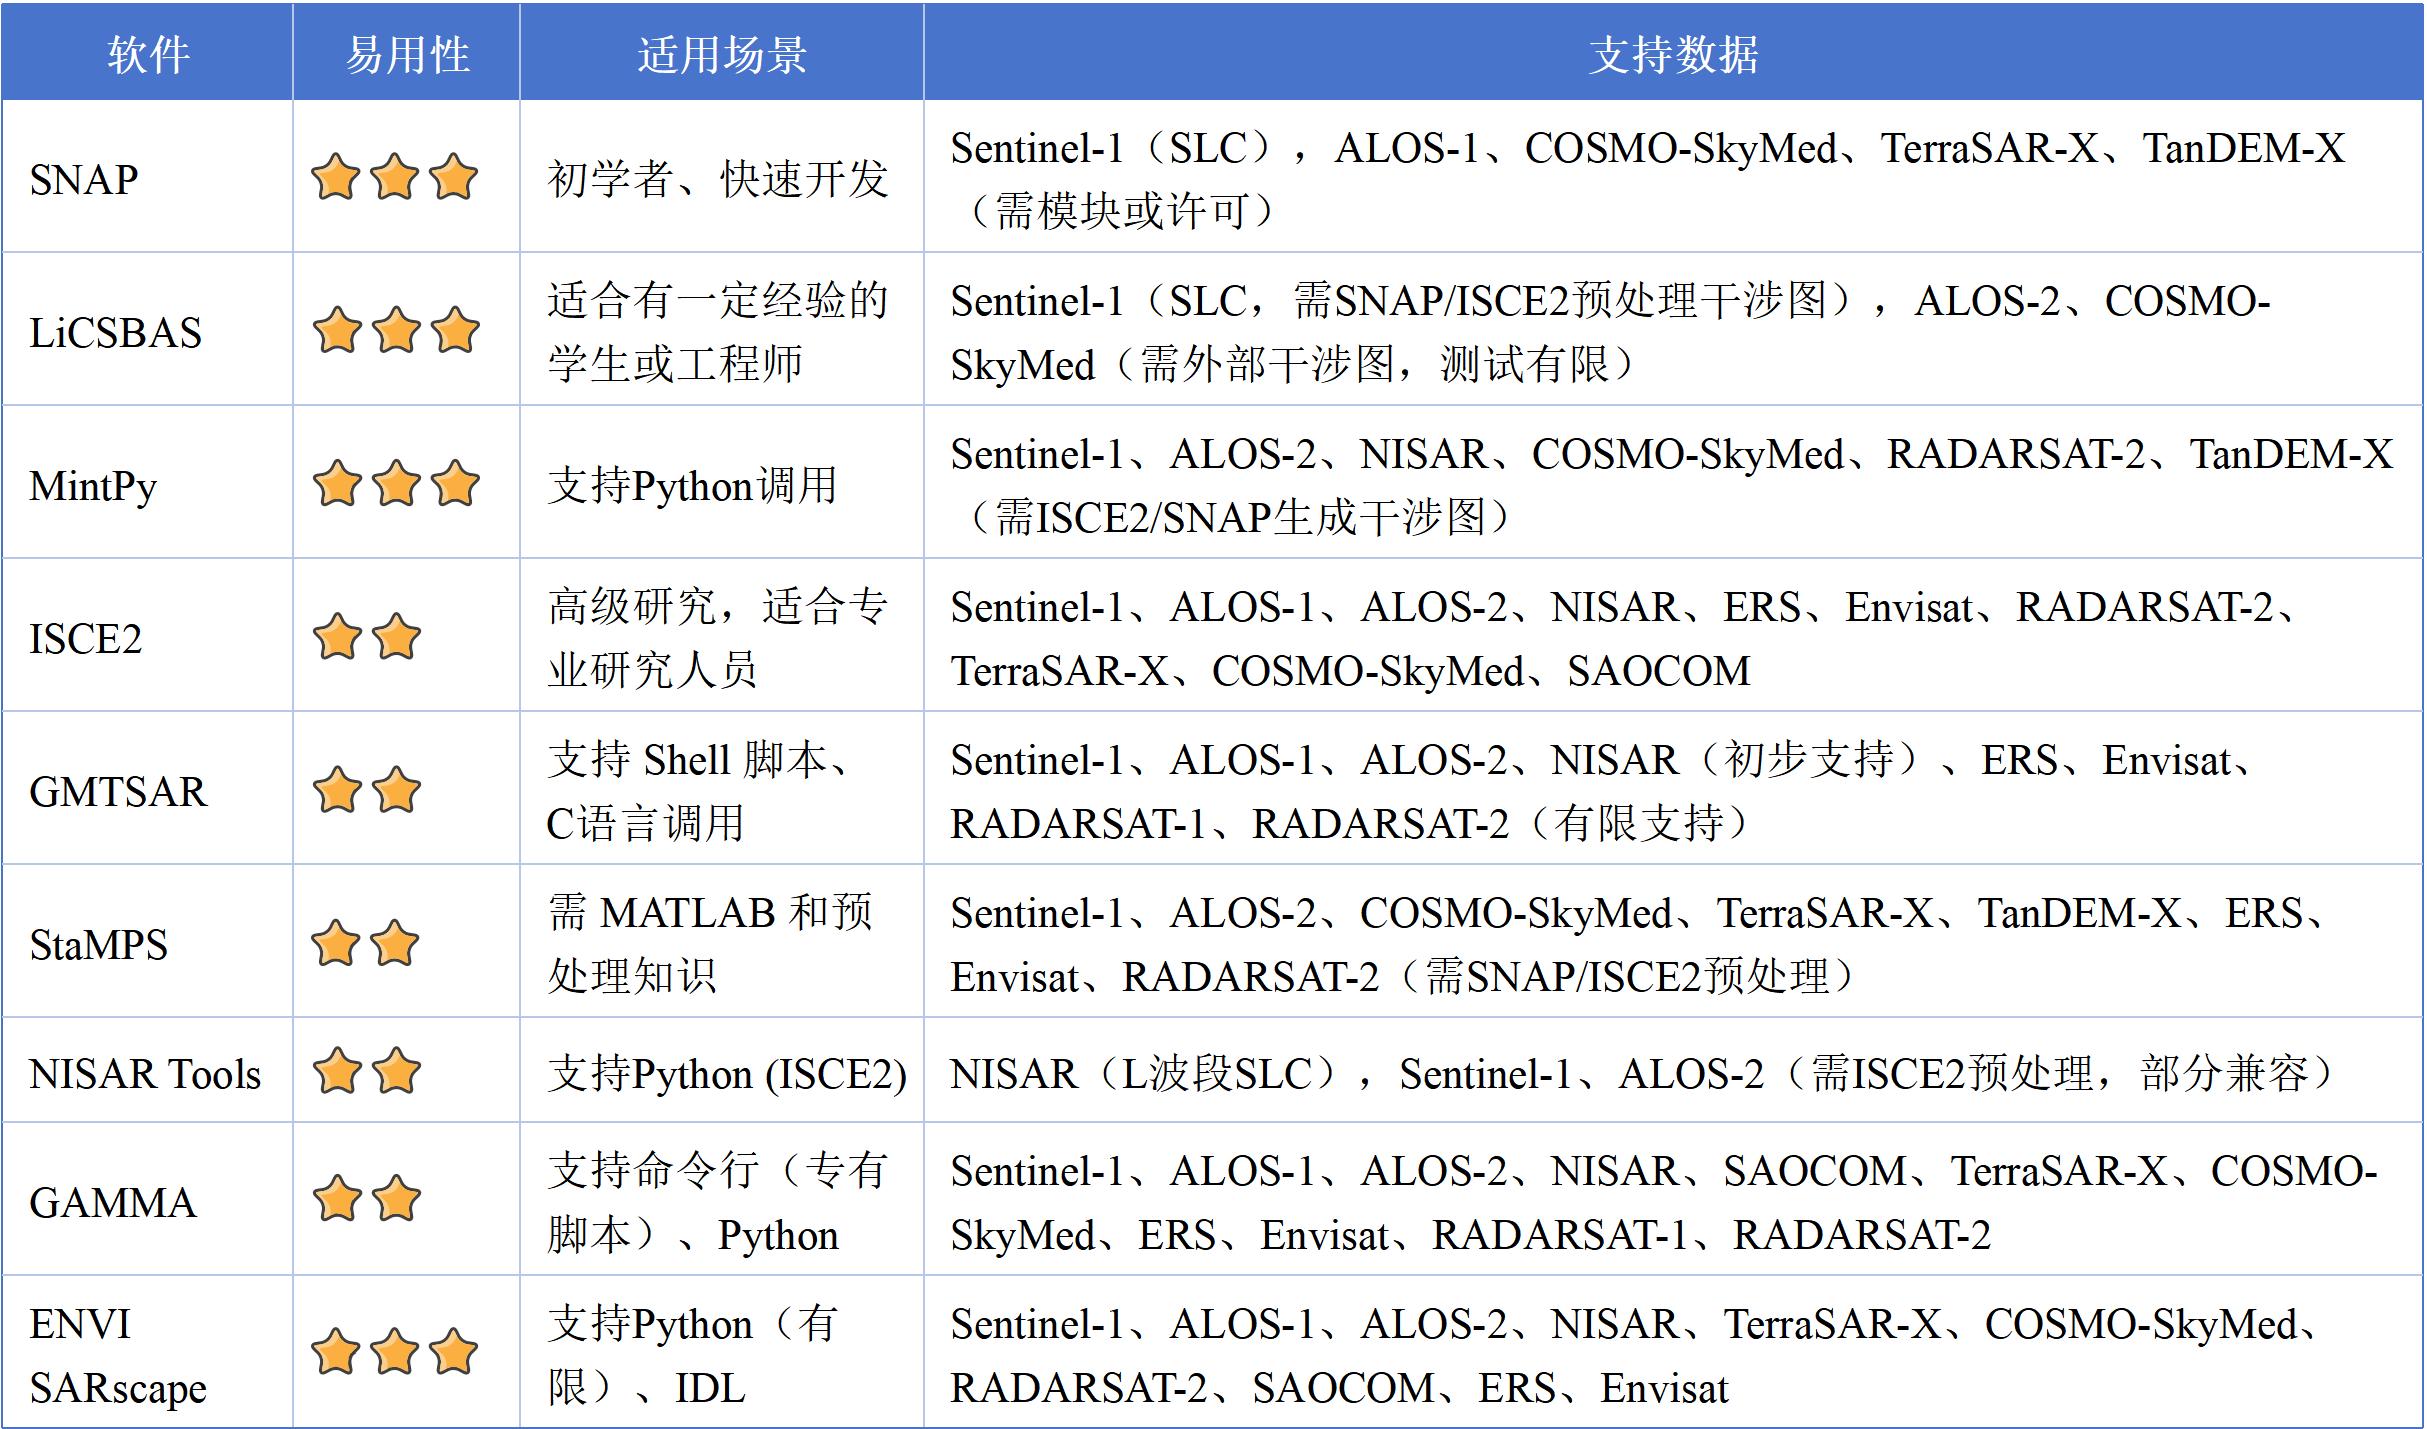 软件 易用性 适用场景 支持数据
SNAP
初学者、快速开发
Sentinel-1（SLC），ALOS-1、COSMO-SkyMed、TerraSAR-X、TanDEM-X
（需模块或许可）
LiCSBAS
适合有一定经验的
学生或工程师
Sentinel-1（SLC，需SNAP/ISCE2预处理干涉图），ALOS-2、COSMO-
SkyMed（需外部干涉图，测试有限）
MintPy
支持Python调用
Sentinel-1、ALOS-2、NISAR、COSMO-SkyMed、RADARSAT-2、TanDEM-X
（需ISCE2/SNAP生成干涉图）
ISCE2
高级研究，适合专
业研究人员
Sentinel-1、ALOS-1、ALOS-2、NISAR、ERS、Envisat、RADARSAT-2、
TerraSAR-X、COSMO-SkyMed、SAOCOM
GMTSAR
支持 Shell 脚本、
C语言调用
Sentinel-1、ALOS-1、ALOS-2、NISAR（初步支持）、ERS、Envisat、
RADARSAT-1、RADARSAT-2（有限支持）
StaMPS
需 MATLAB 和预
处理知识
Sentinel-1、ALOS-2、COSMO-SkyMed、TerraSAR-X、TanDEM-X、ERS、
Envisat、RADARSAT-2（需SNAP/ISCE2预处理）
NISAR Tools
支持Python (ISCE2)
NISAR（L波段SLC），Sentinel-1、ALOS-2（需ISCE2预处理，部分兼容）
GAMMA
支持命令行（专有
脚本）、Python
Sentinel-1、ALOS-1、ALOS-2、NISAR、SAOCOM、TerraSAR-X、COSMO-
SkyMed、ERS、Envisat、RADARSAT-1、RADARSAT-2
ENVI
SARscape
支持Python（有
限）、IDL
Sentinel-1、ALOS-1、ALOS-2、NISAR、TerraSAR-X、COSMO-SkyMed、
RADARSAT-2、SAOCOM、ERS、Envisat